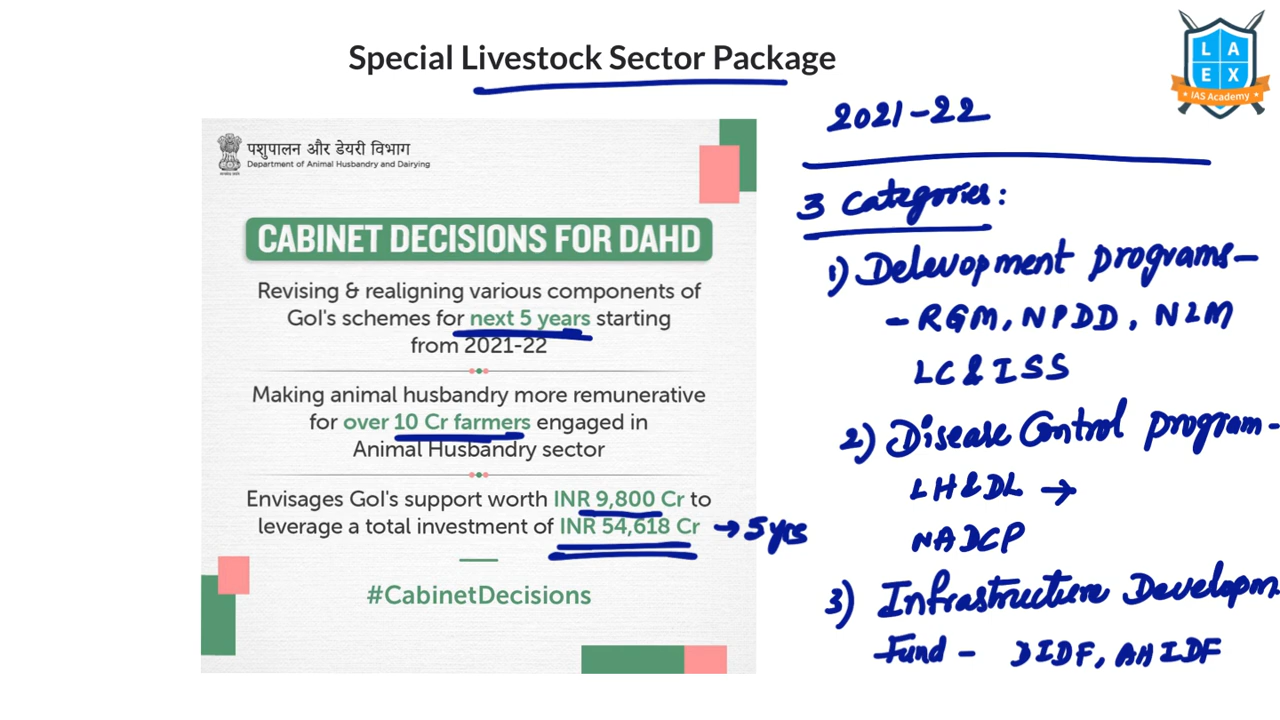 Special Livestock Sector Package
L A
E X
IAS Academy
पशुपालन और डेयरी विभाग
Department of Animal Husbandry and Dairying
CABINET DECISIONS FOR DAHD
Revising & realigning various components of
GoI's schemes for next 5 years starting
from 2021-22
Making animal husbandry more remunerative
for over 10 Cr farmers engaged in
Animal Husbandry sector
Envisages GoI's support worth INR 9,800 Cr to
leverage a total investment of INR 54,618 Cr → 5 yrs
#CabinetDecisions
2021-22
3 Categories:
1) Delevopment programs-
- RGM, NPDD, NLM
LC & ISS
2) Disease Control program-
LH & DL →
NADCP
3) Infrastructure Developm
Fund - DIDF, AHIDF